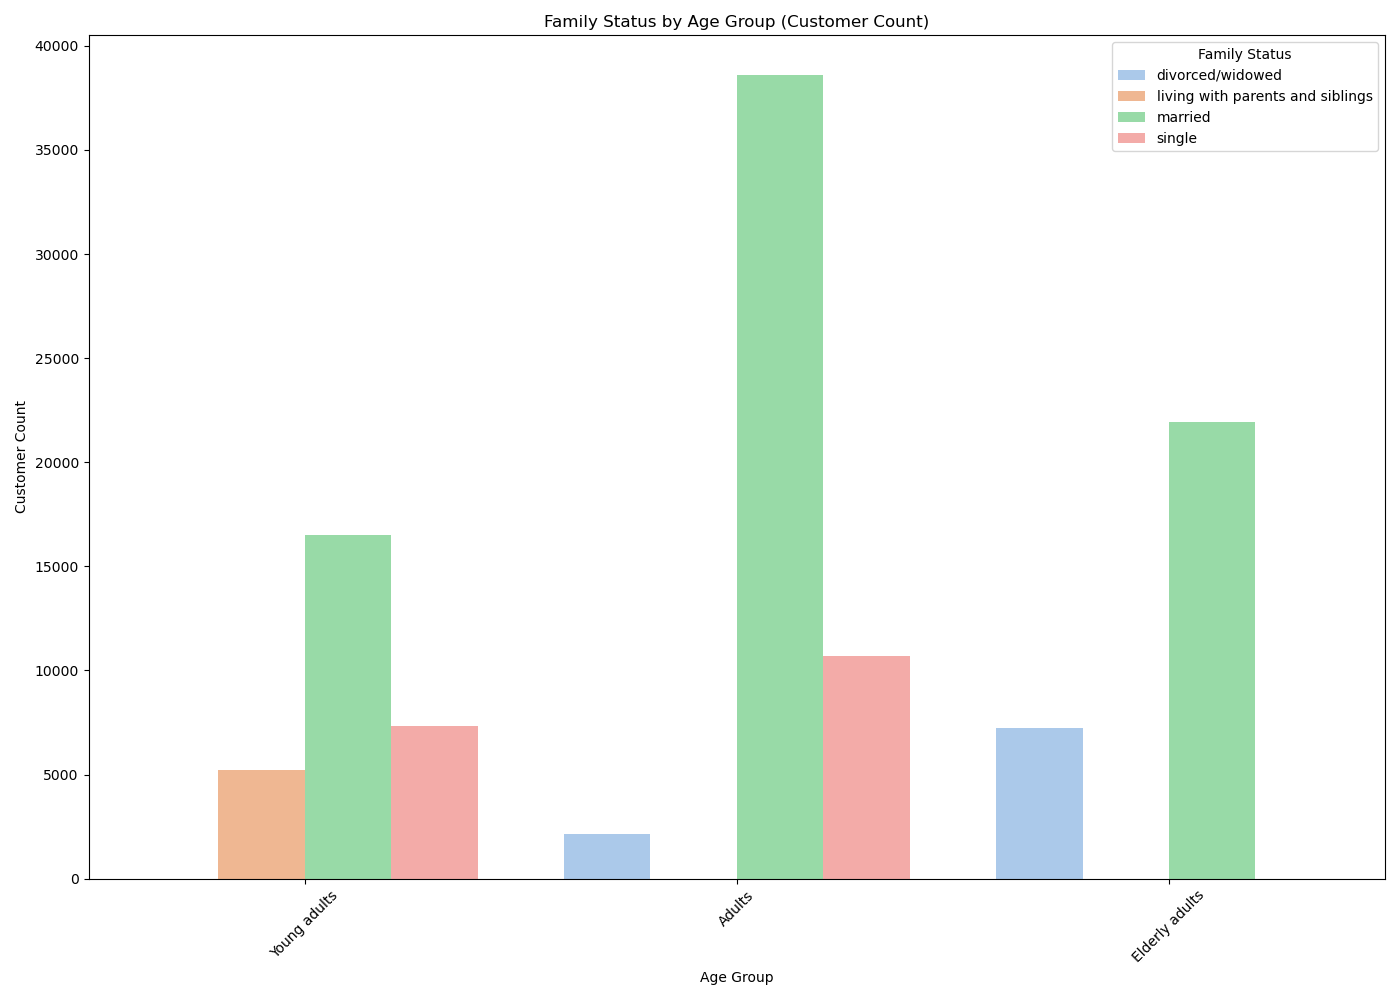 Family Status by Age Group (Customer Count)
Family Status
divorced/widowed
living with parents and siblings
married
single
Customer Count
40000
35000
30000
25000
20000
15000
10000
5000
0
Young adults
Adults
Elderly adults
Age Group